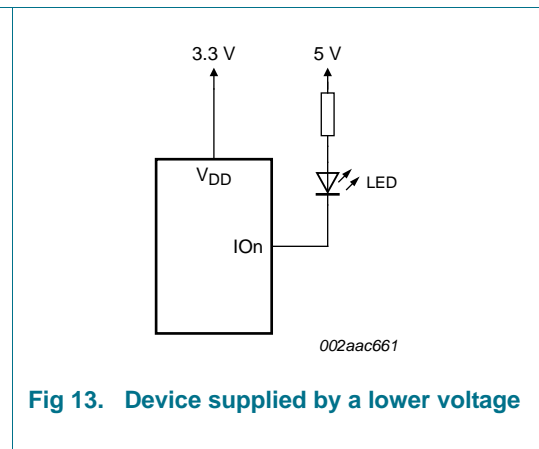 3.3 V
5 V
VDD
LED
IOn
002aac661
Fig 13. Device supplied by a lower voltage